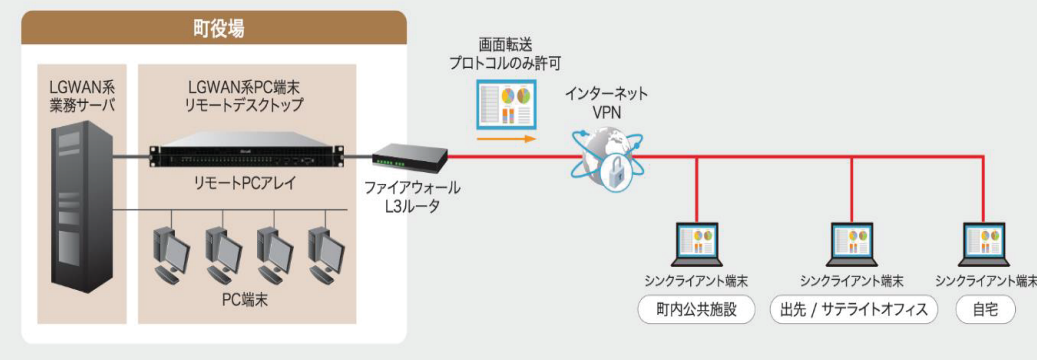 町役場
LGWAN系
業務サーバ
LGWAN系PC端末
リモートデスクトップ
リモートPCアレイ
PC端末
ファイアウォール
L3ルータ
画面転送
プロトコルのみ許可
インターネット
VPN
シンクライアント端末
町内公共施設
シンクライアント端末
出先 / サテライトオフィス
シンクライアント端末
自宅